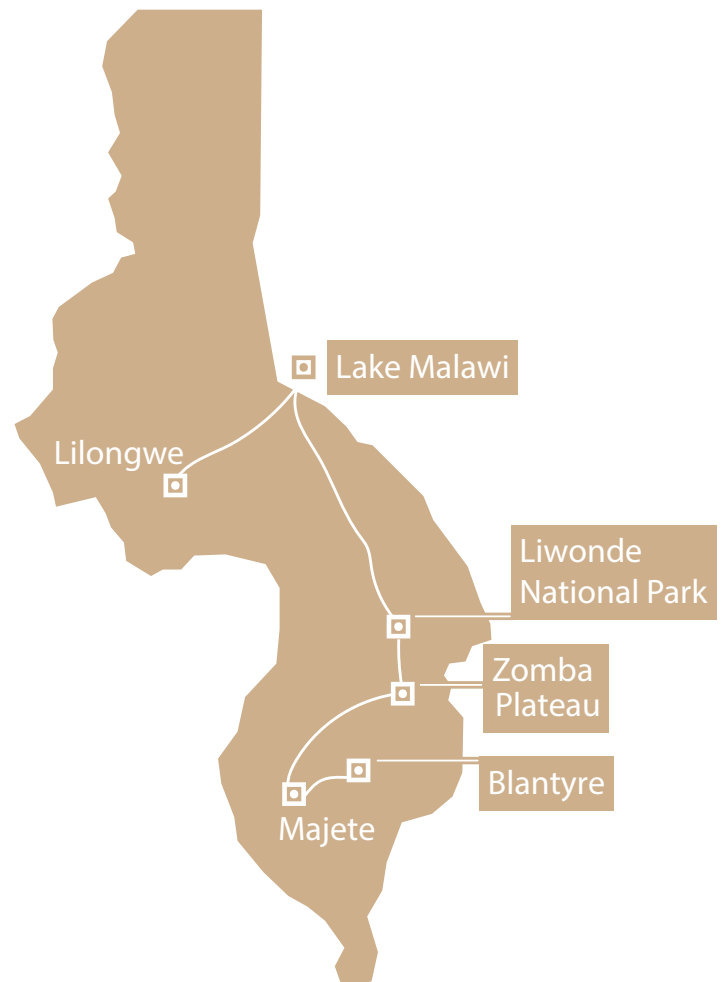 Lake Malawi
Lilongwe
Liwonde
National Park
Zomba
Plateau
Blantyre
Majete